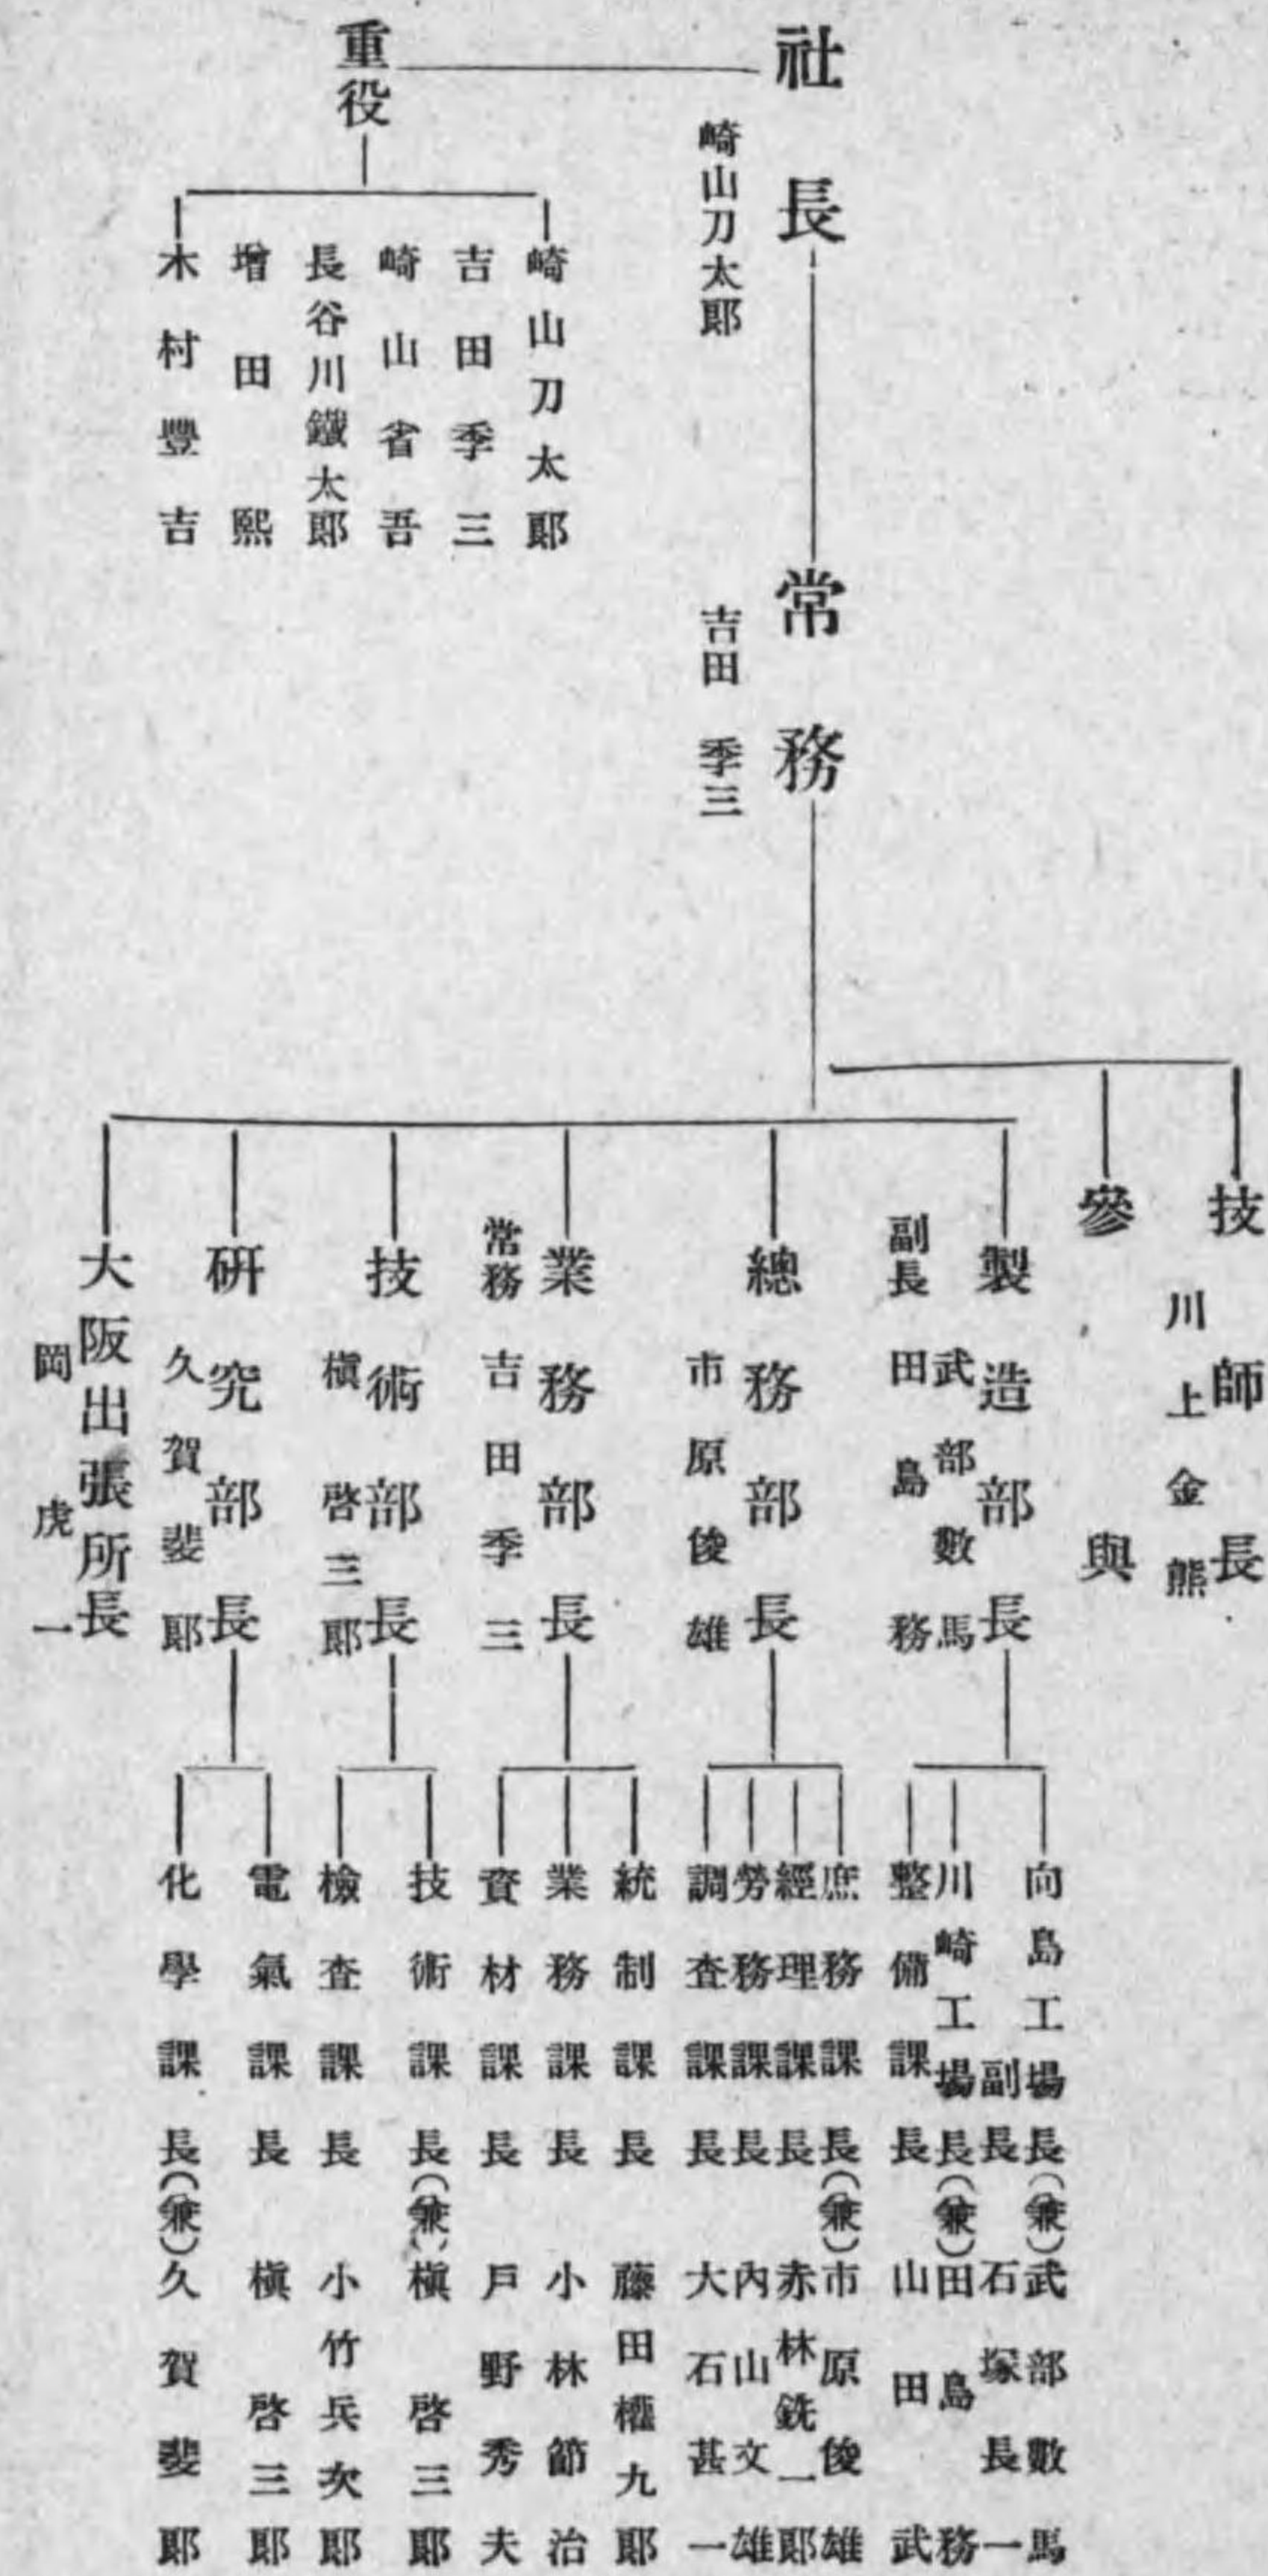 社長
崎山刀太郎
重役
崎山刀太郎
吉田季三
崎山省吾
長谷川鐵太郎
增田熙
木村豐吉
常務
吉田季三
技師長
川上金熊
參與
製造部長
武部數馬
副長 田島務
總務部長
市原俊雄
業務部長
常務 吉田季三
技術部長
槇啓三郎
研究部長
久賀斐郎
大阪出張所長
岡虎一
向島工場長(兼)武部數馬
副長 石塚長一
川崎工場長(兼)田島務
整備課長 山田武
庶務課長(兼)市原俊雄
經理課長 赤林銑一郎
勞務課長 內山文雄
調査課長 大石甚一
統制課長 藤田權九郎
業務課長 小林節治
資材課長 戶野秀夫
技術課長(兼)槇啓三郎
檢査課長 小竹兵次郎
電氣課長 槇啓三郎
化學課長(兼)久賀斐郎